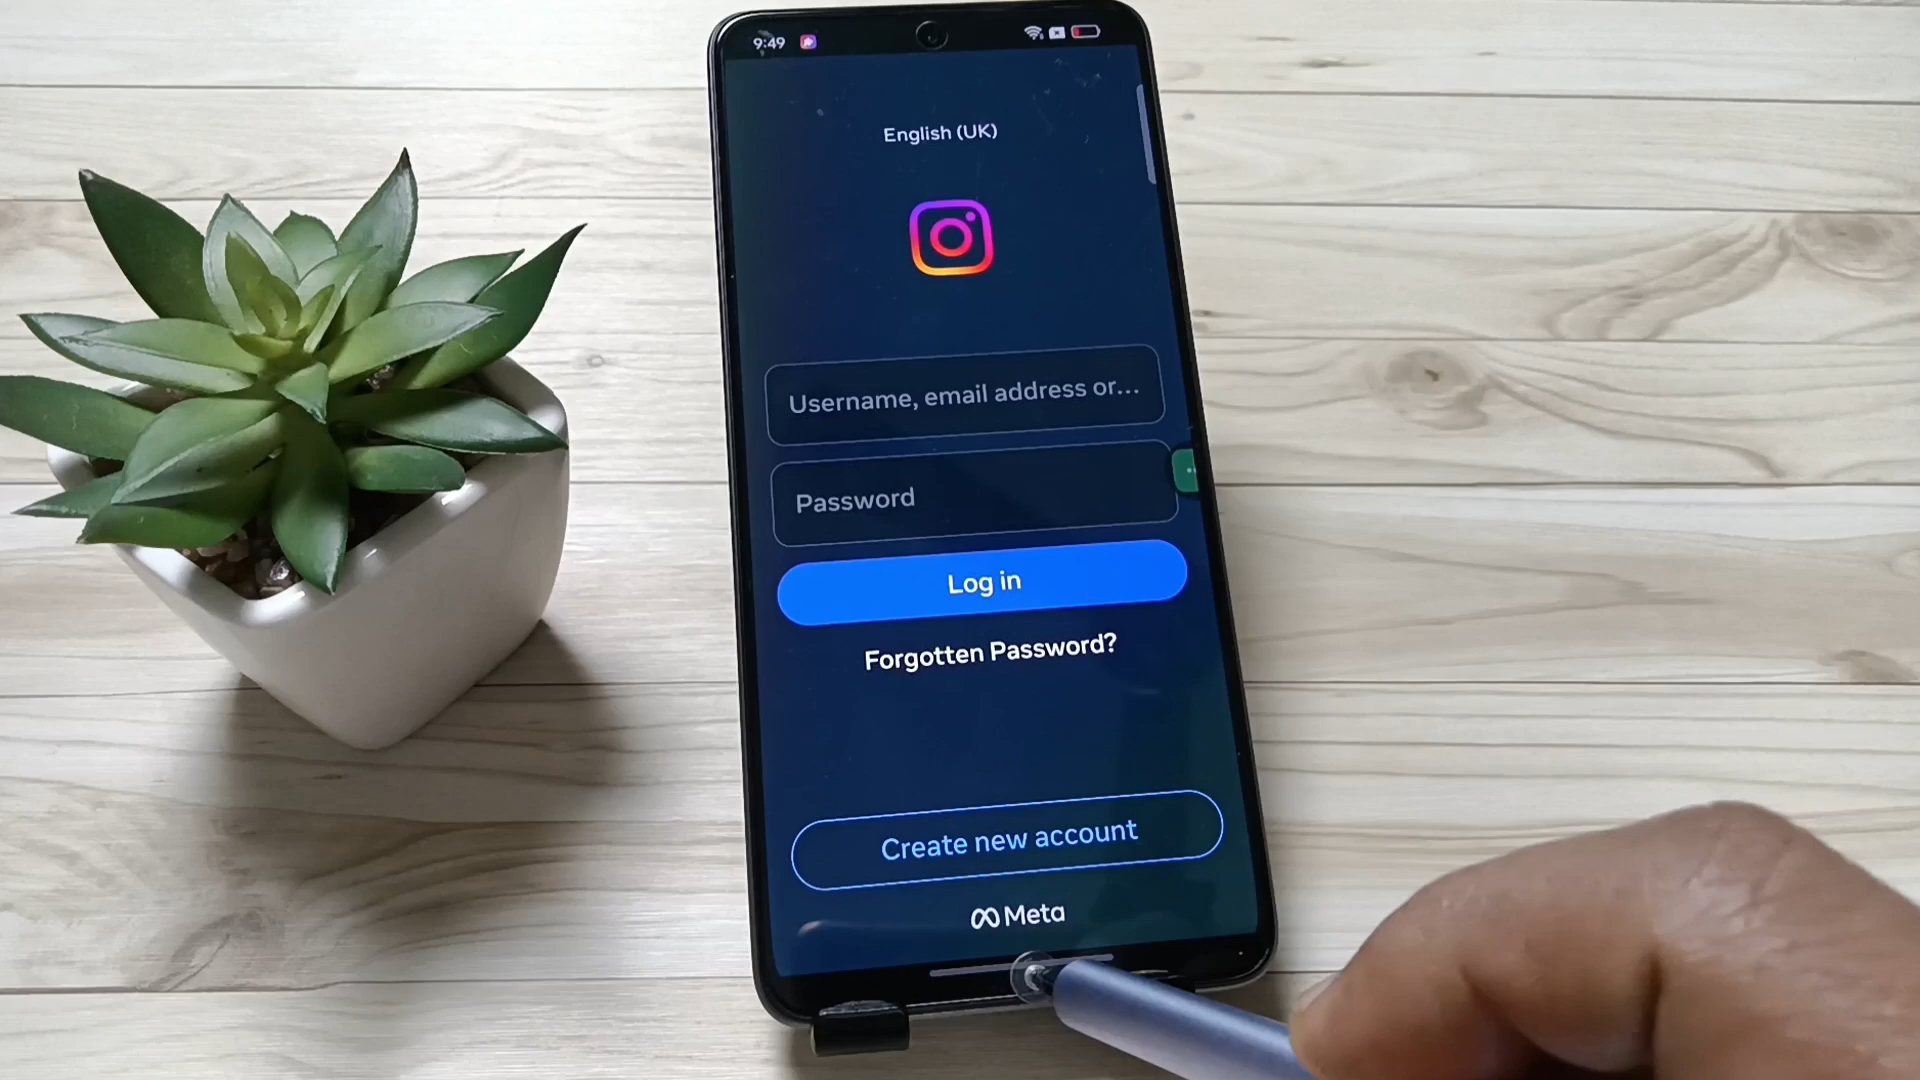 9:49
English (UK)
Username, email address or...
Password
Log in
Forgotten Password?
Create new account
Meta